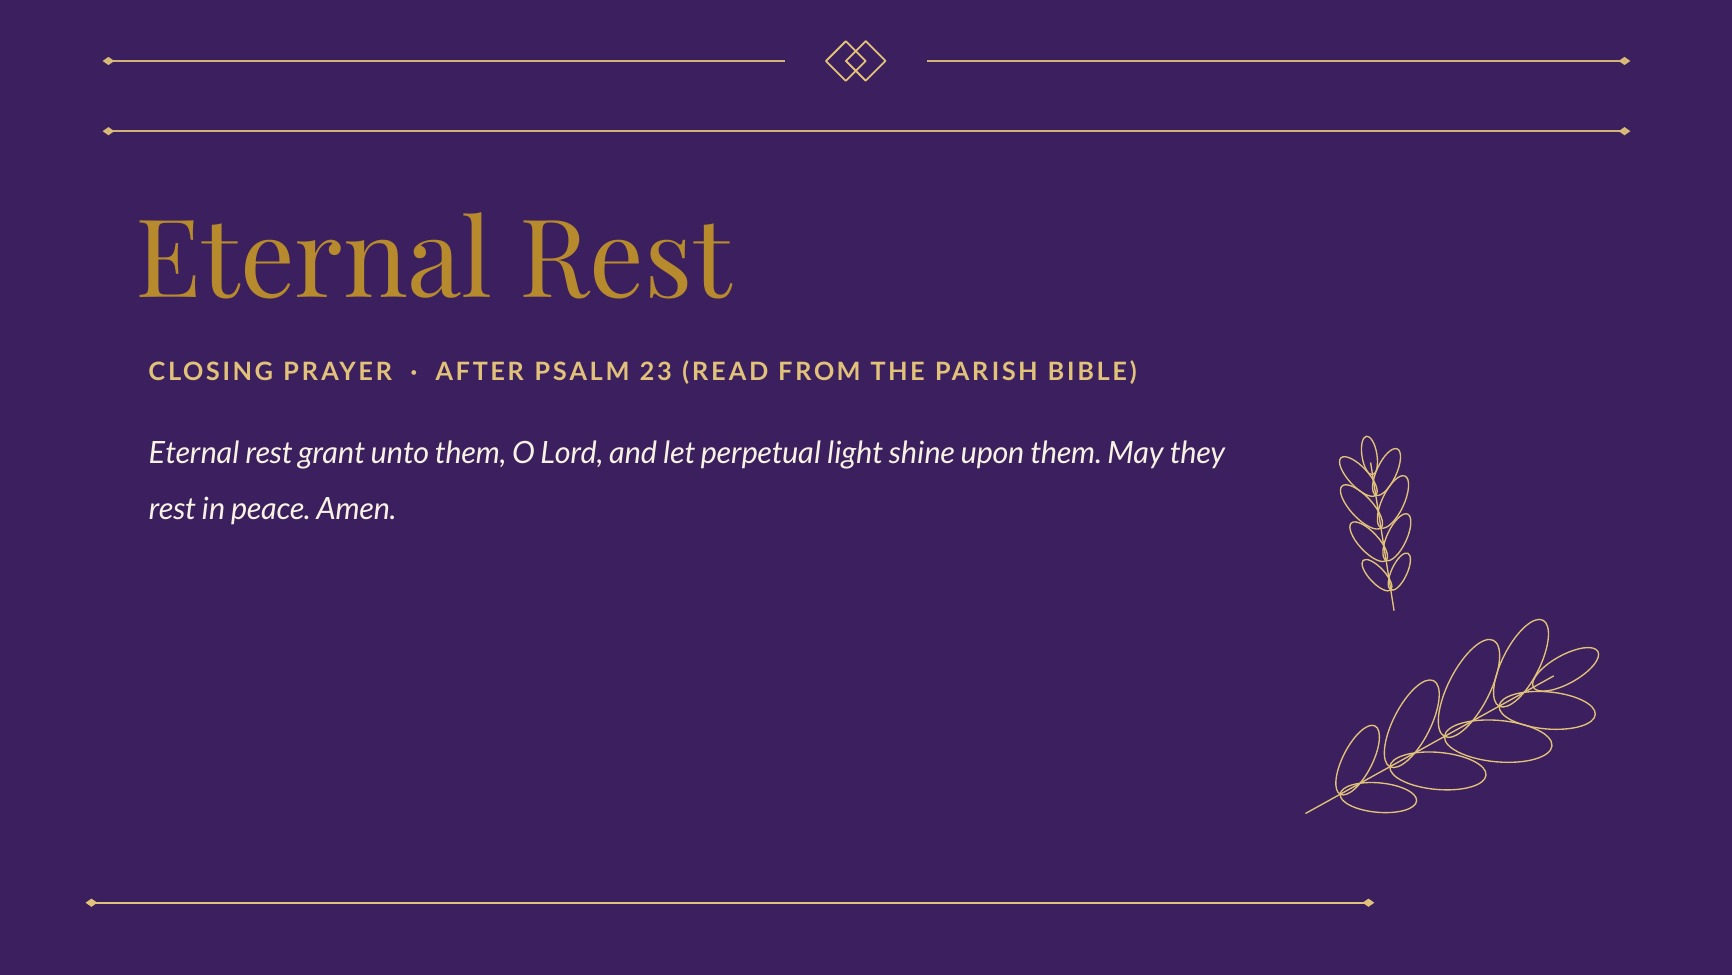 Eternal Rest
CLOSING PRAYER · AFTER PSALM 23 (READ FROM THE PARISH BIBLE)
Eternal rest grant unto them, O Lord, and let perpetual light shine upon them. May they
rest in peace. Amen.